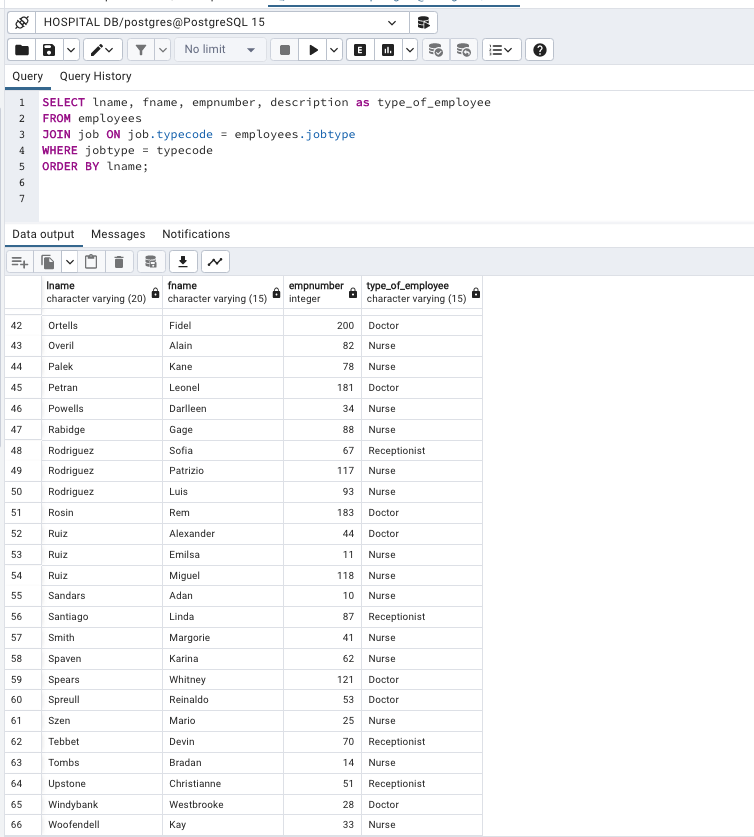 HOSPITAL DB/postgres@PostgreSQL 15
No limit
E
Query Query History
1 SELECT lname, fname, empnumber, description as type_of_employee
2 FROM employees
3 JOIN job ON job.typecode = employees.jobtype
4 WHERE jobtype = typecode
5 ORDER BY lname;
6
7
Data output Messages Notifications
lname fname empnumber type_of_employee
character varying (20) character varying (15) integer character varying (15)
42 Ortells Fidel 200 Doctor
43 Overil Alain 82 Nurse
44 Palek Kane 78 Nurse
45 Petran Leonel 181 Doctor
46 Powells Darlleen 34 Nurse
47 Rabidge Gage 88 Nurse
48 Rodriguez Sofia 67 Receptionist
49 Rodriguez Patrizio 117 Nurse
50 Rodriguez Luis 93 Nurse
51 Rosin Rem 183 Doctor
52 Ruiz Alexander 44 Doctor
53 Ruiz Emilsa 11 Nurse
54 Ruiz Miguel 118 Nurse
55 Sandars Adan 10 Nurse
56 Santiago Linda 87 Receptionist
57 Smith Margorie 41 Nurse
58 Spaven Karina 62 Nurse
59 Spears Whitney 121 Doctor
60 Spreull Reinaldo 53 Doctor
61 Szen Mario 25 Nurse
62 Tebbet Devin 70 Receptionist
63 Tombs Bradan 14 Nurse
64 Upstone Christianne 51 Receptionist
65 Windybank Westbrooke 28 Doctor
66 Woofendell Kay 33 Nurse